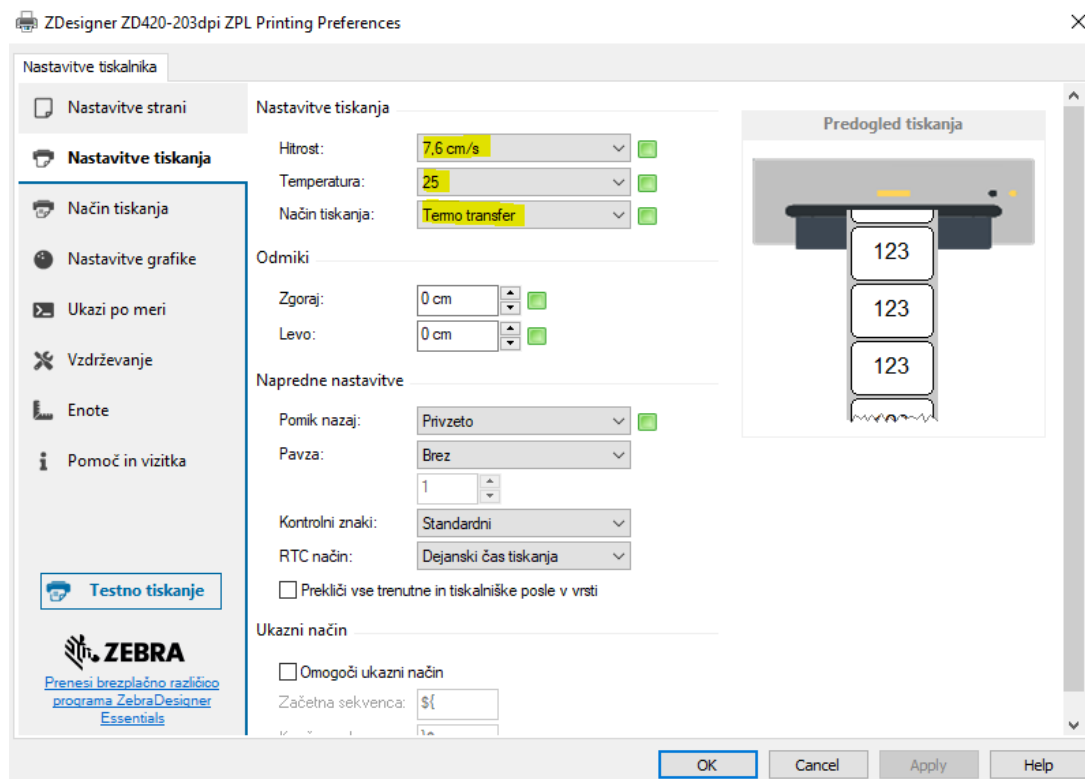 ZDesigner ZD420-203dpi ZPL Printing Preferences
Nastavitve tiskalnika
Nastavitve strani
Nastavitve tiskanja
Način tiskanja
Nastavitve grafike
Ukazi po meri
Vzdrževanje
Enote
Pomoč in vizitka
Testno tiskanje
ZEBRA
Prenesi brezplačno različico
programa ZebraDesigner
Essentials
Nastavitve tiskanja
Hitrost: 7,6 cm/s
Temperatura: 25
Način tiskanja: Termo transfer
Odmiki
Zgoraj: 0 cm
Levo: 0 cm
Napredne nastavitve
Pomik nazaj: Privzeto
Pavza: Brez
1
Kontrolni znaki: Standardni
RTC način: Dejanski čas tiskanja
Prekliči vse trenutne in tiskalniške posle v vrsti
Ukazni način
Omogoči ukazni način
Začetna sekvenca: ${
Predogled tiskanja
123
123
123
OK Cancel Apply Help